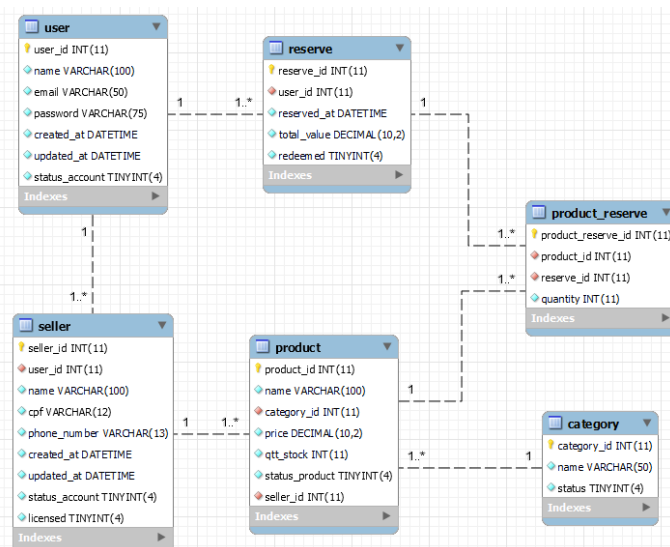 user
user_id INT(11)
name VARCHAR(100)
email VARCHAR(50)
password VARCHAR(75)
created_at DATETIME
updated_at DATETIME
status_account TINYINT(4)
Indexes
1
1..*
reserve
reserve_id INT(11)
user_id INT(11)
reserved_at DATETIME
total_value DECIMAL(10,2)
redeemed TINYINT(4)
Indexes
1
1..*
product_reserve
product_reserve_id INT(11)
product_id INT(11)
reserve_id INT(11)
quantity INT(11)
Indexes
1
1..*
seller
seller_id INT(11)
user_id INT(11)
name VARCHAR(100)
cpf VARCHAR(12)
phone_number VARCHAR(13)
created_at DATETIME
updated_at DATETIME
status_account TINYINT(4)
licensed TINYINT(4)
Indexes
1
1..*
product
product_id INT(11)
name VARCHAR(100)
category_id INT(11)
price DECIMAL(10,2)
qtt_stock INT(11)
status_product TINYINT(4)
seller_id INT(11)
Indexes
1
1..*
1..*
1
category
category_id INT(11)
name VARCHAR(50)
status TINYINT(4)
Indexes